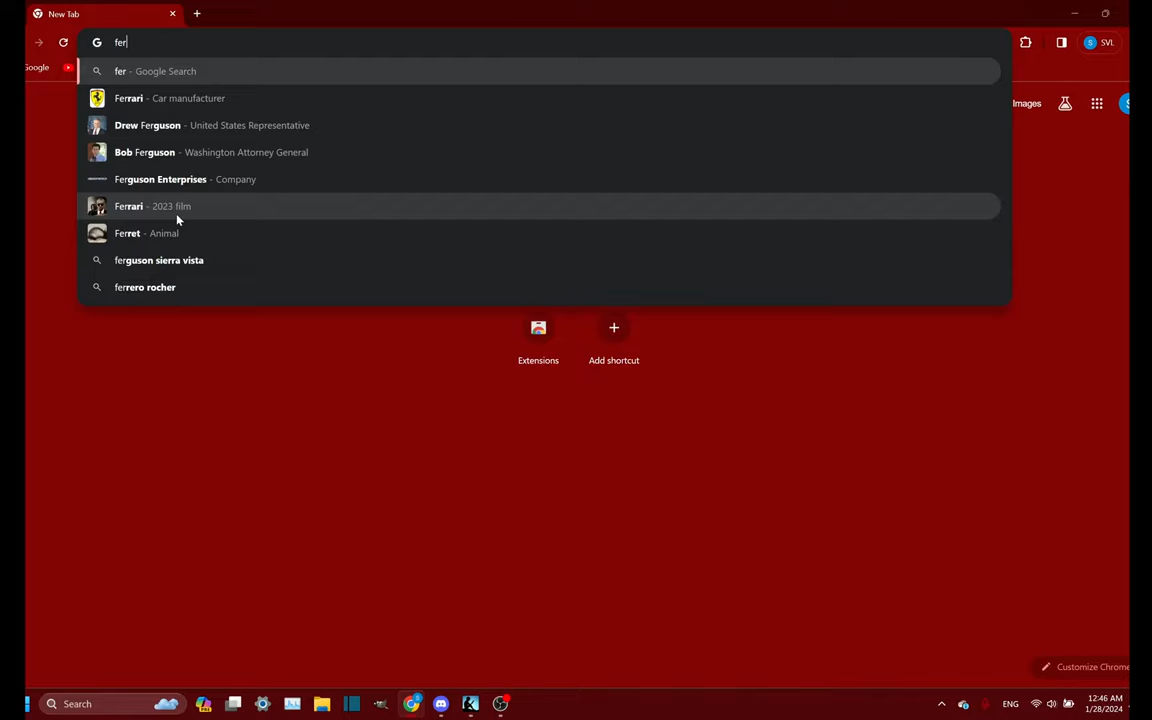 New Tab
fer
SVL
Google
fer - Google Search
Ferrari - Car manufacturer
Images
Drew Ferguson - United States Representative
Bob Ferguson - Washington Attorney General
Ferguson Enterprises - Company
Ferrari - 2023 film
Ferret - Animal
ferguson sierra vista
ferrero rocher
Extensions
Add shortcut
Customize Chrome
Search
ENG
12:46 AM
1/28/2024